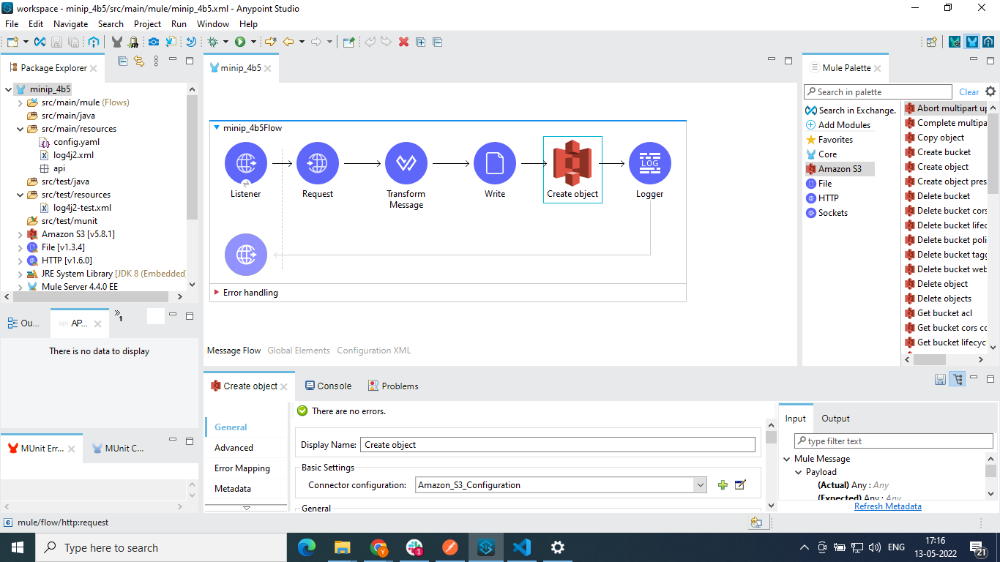 workspace - minip_4b5/src/main/mule/minip_4b5.xml - Anypoint Studio
File Edit Navigate Search Project Run Window Help
Package Explorer
minip_4b5
src/main/mule (Flows)
src/main/java
src/main/resources
config.yaml
log4j2.xml
api
src/test/java
src/test/resources
log4j2-test.xml
src/test/munit
Amazon S3 [v5.8.1]
File [v1.3.4]
HTTP [v1.6.0]
JRE System Library [JDK 8 (Embedded)
Mule Server 4.4.0 EE
Ou...
api AP...
1
There is no data to display
MUnit Err...
MUnit C...
minip_4b5
minip_4b5Flow
Listener
Request
Transform
Message
Write
Create object
LOG
Logger
Error handling
Message Flow Global Elements Configuration XML
Mule Palette
Search in palette
Clear
Search in Exchange.
Add Modules
Favorites
Core
Amazon S3
File
HTTP
Sockets
Abort multipart up
Complete multipa
Copy object
Create bucket
Create object
Create object pres
Delete bucket
Delete bucket cors
Delete bucket lifec
Delete bucket poli
Delete bucket tagg
Delete bucket web
Delete object
Delete objects
Get bucket acl
Get bucket cors co
Get bucket lifecyc
Create object
Console
Problems
General
Advanced
Error Mapping
Metadata
There are no errors.
Display Name: Create object
Basic Settings
Connector configuration: Amazon_S3_Configuration
General
Input
Output
type filter text
Mule Message
Payload
(Actual) Any : Any
(Expected) Any : Any
Refresh Metadata
mule/flow/http:request
Type here to search
Y
1
ENG
17:16
13-05-2022
21